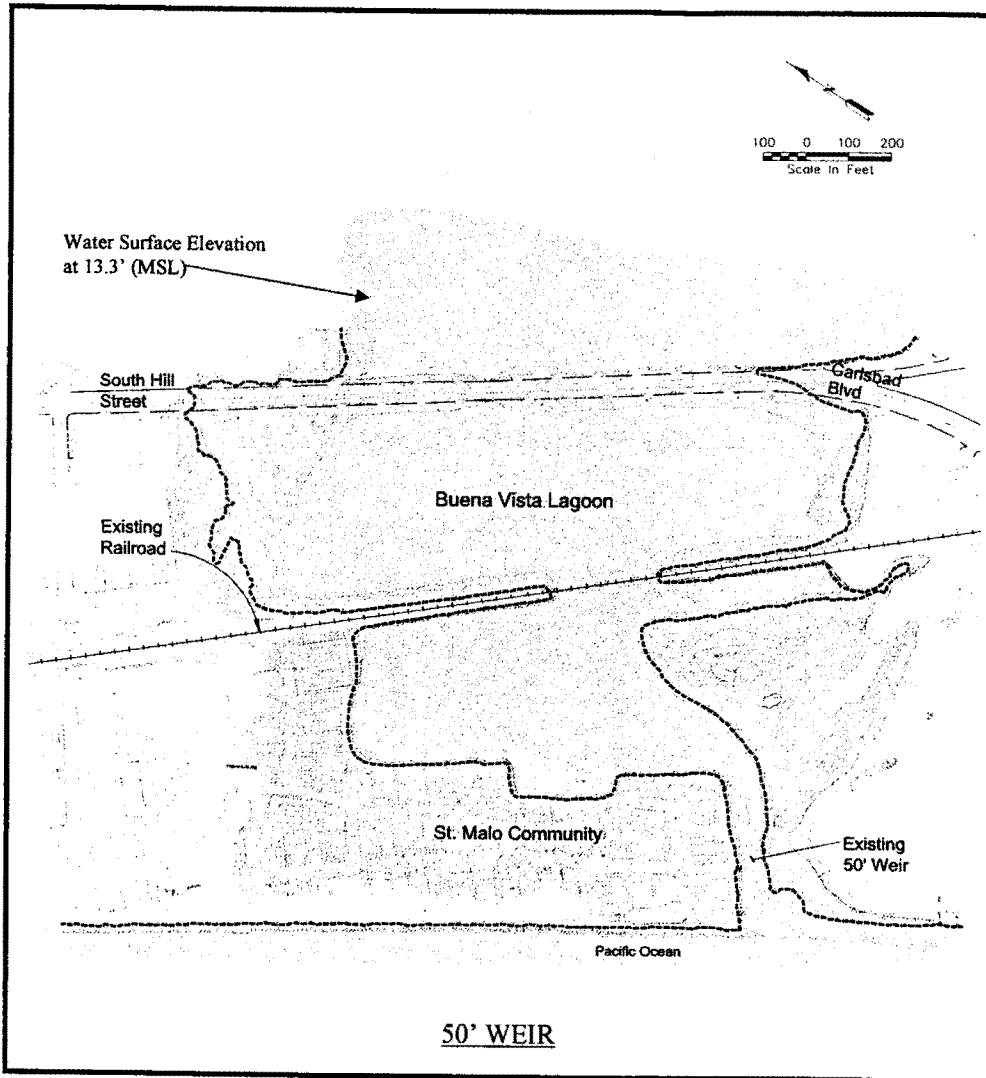 100 0 100 200
Scale In Feet
Water Surface Elevation
at 13.3' (MSL)
South Hill
Street
Carlsbad
Blvd
Buena Vista Lagoon
Existing
Railroad
St. Malo Community
Existing
50' Weir
Pacific Ocean
50' WEIR